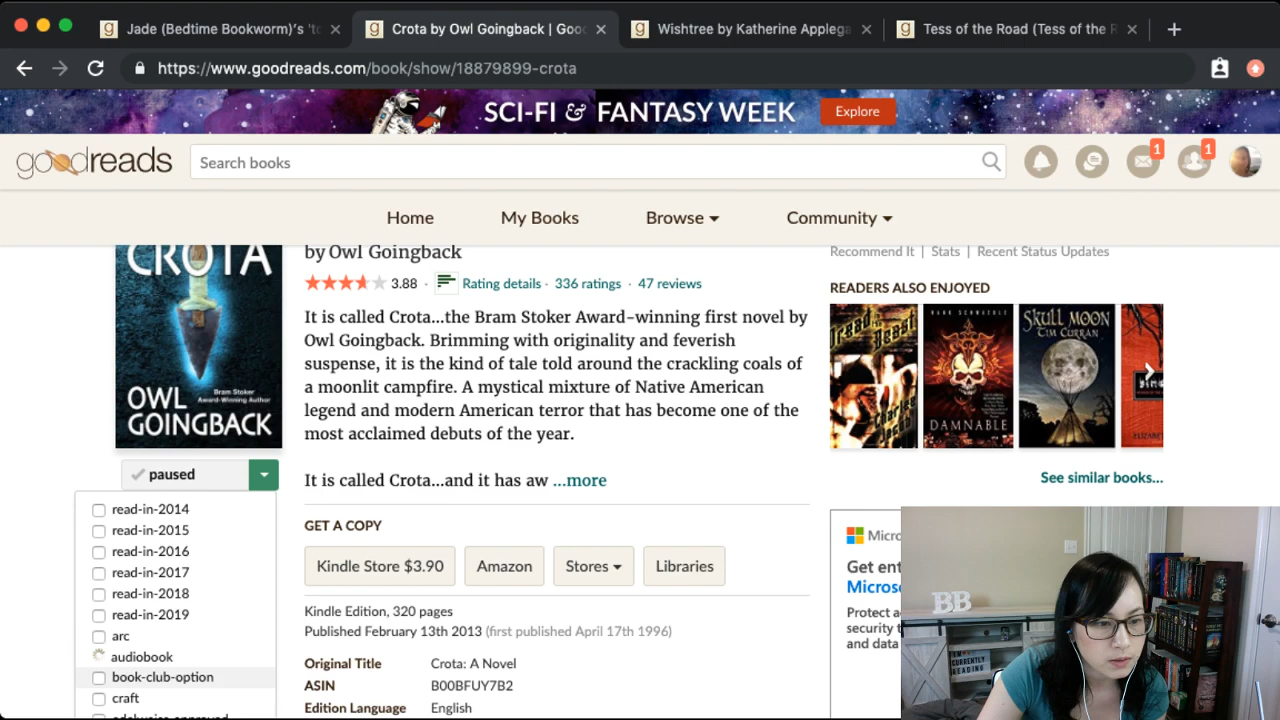 Jade (Bedtime Bookworm)'s 'to
Crota by Owl Goingback | Good
Wishtree by Katherine Applega
Tess of the Road (Tess of the R
https://www.goodreads.com/book/show/18879899-crota
SCI-FI & FANTASY WEEK
Explore
goodreads
Search books
1
1
Home
My Books
Browse
Community
CROTA
Bram Stoker
Award-Winning Author
OWL
GOINGBACK
by Owl Goingback
3.88 · Rating details · 336 ratings · 47 reviews
It is called Crota...the Bram Stoker Award-winning first novel by
Owl Goingback. Brimming with originality and feverish
suspense, it is the kind of tale told around the crackling coals of
a moonlit campfire. A mystical mixture of Native American
legend and modern American terror that has become one of the
most acclaimed debuts of the year.
It is called Crota...and it has aw ...more
paused
read-in-2014
read-in-2015
read-in-2016
read-in-2017
read-in-2018
read-in-2019
arc
audiobook
book-club-option
craft
edelweiss-approved
GET A COPY
Kindle Store $3.90
Amazon
Stores
Libraries
Kindle Edition, 320 pages
Published February 13th 2013 (first published April 17th 1996)
Original Title Crota: A Novel
ASIN B00BFUY7B2
Edition Language English
Recommend It | Stats | Recent Status Updates
READERS ALSO ENJOYED
DAMNABLE
SKULL MOON
TIM CURRAN
See similar books...
Micro
Get ent
Microso
Protect a
security t
and data
BB
CURRENTLY
READING